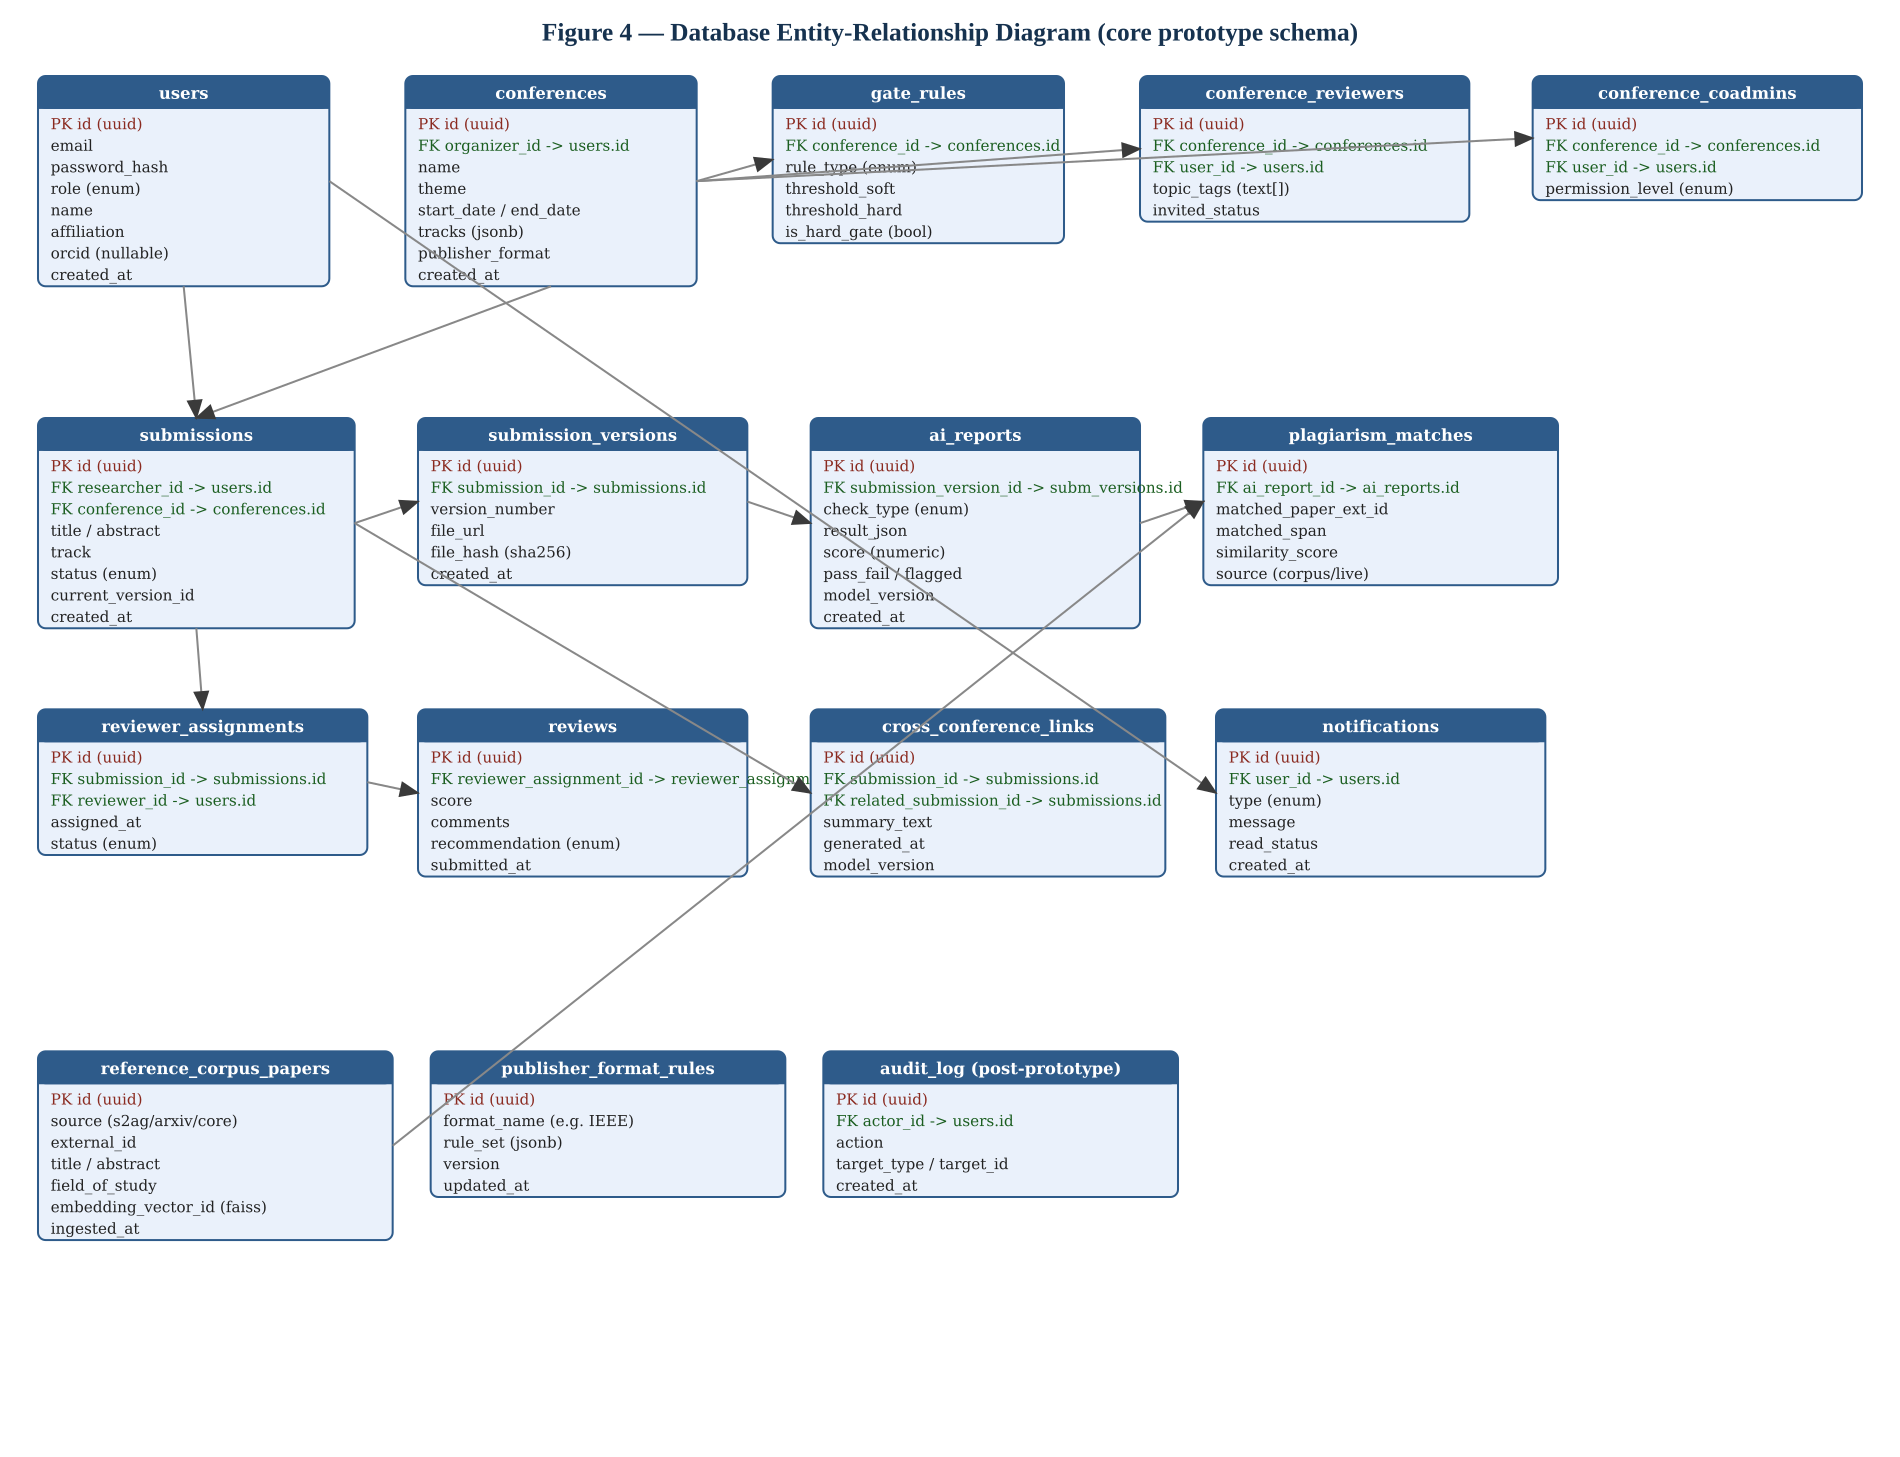 Figure 4 — Database Entity-Relationship Diagram (core prototype schema)
users
PK id (uuid)
email
password_hash
role (enum)
name
affiliation
orcid (nullable)
created_at
conferences
PK id (uuid)
FK organizer_id -> users.id
name
theme
start_date / end_date
tracks (jsonb)
publisher_format
created_at
gate_rules
PK id (uuid)
FK conference_id -> conferences.id
rule_type (enum)
threshold_soft
threshold_hard
is_hard_gate (bool)
conference_reviewers
PK id (uuid)
FK conference_id -> conferences.id
FK user_id -> users.id
topic_tags (text[])
invited_status
conference_coadmins
PK id (uuid)
FK conference_id -> conferences.id
FK user_id -> users.id
permission_level (enum)
submissions
PK id (uuid)
FK researcher_id -> users.id
FK conference_id -> conferences.id
title / abstract
track
status (enum)
current_version_id
created_at
submission_versions
PK id (uuid)
FK submission_id -> submissions.id
version_number
file_url
file_hash (sha256)
created_at
ai_reports
PK id (uuid)
FK submission_version_id -> subm_versions.id
check_type (enum)
result_json
score (numeric)
pass_fail / flagged
model_version
created_at
plagiarism_matches
PK id (uuid)
FK ai_report_id -> ai_reports.id
matched_paper_ext_id
matched_span
similarity_score
source (corpus/live)
reviewer_assignments
PK id (uuid)
FK submission_id -> submissions.id
FK reviewer_id -> users.id
assigned_at
status (enum)
reviews
PK id (uuid)
FK reviewer_assignment_id -> reviewer_assignm
score
comments
recommendation (enum)
submitted_at
cross_conference_links
PK id (uuid)
FK submission_id -> submissions.id
FK related_submission_id -> submissions.id
summary_text
generated_at
model_version
notifications
PK id (uuid)
FK user_id -> users.id
type (enum)
message
read_status
created_at
reference_corpus_papers
PK id (uuid)
source (s2ag/arxiv/core)
external_id
title / abstract
field_of_study
embedding_vector_id (faiss)
ingested_at
publisher_format_rules
PK id (uuid)
format_name (e.g. IEEE)
rule_set (jsonb)
version
updated_at
audit_log (post-prototype)
PK id (uuid)
FK actor_id -> users.id
action
target_type / target_id
created_at